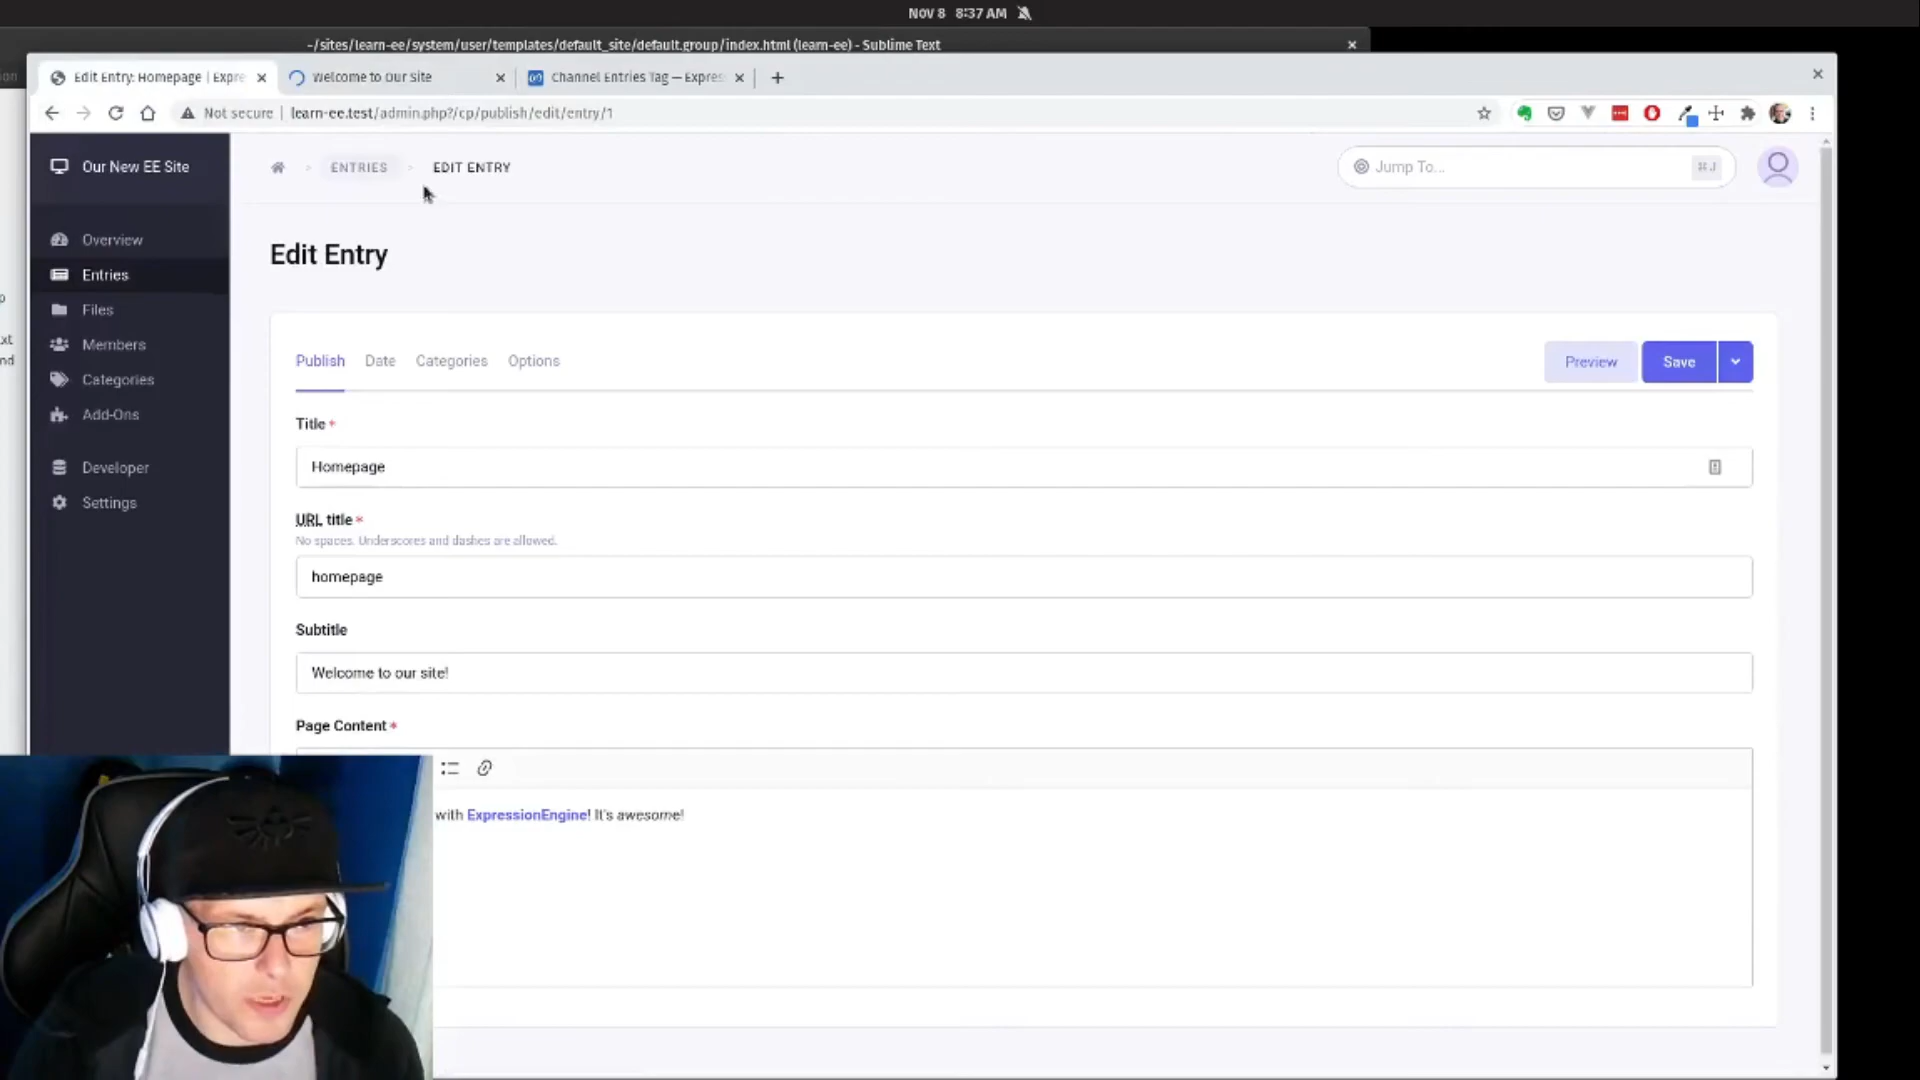 NOV 8 8:37 AM
~/sites/learn-ee/system/user/templates/default_site/default.group/index.html (learn-ee) - Sublime Text
Edit Entry: Homepage | Expre
Welcome to Our Site
Channel Entries Tag — Expres
Not secure | learn-ee.test/admin.php?/cp/publish/edit/entry/1
Our New EE Site
ENTRIES
EDIT ENTRY
Jump To...
⌘J
Overview
Entries
Files
Members
Categories
Add-Ons
Developer
Settings
Edit Entry
Publish
Date
Categories
Options
Preview
Save
Title *
Homepage
URL title *
No spaces. Underscores and dashes are allowed.
homepage
Subtitle
Welcome to our site!
Page Content *
with ExpressionEngine! It's awesome!